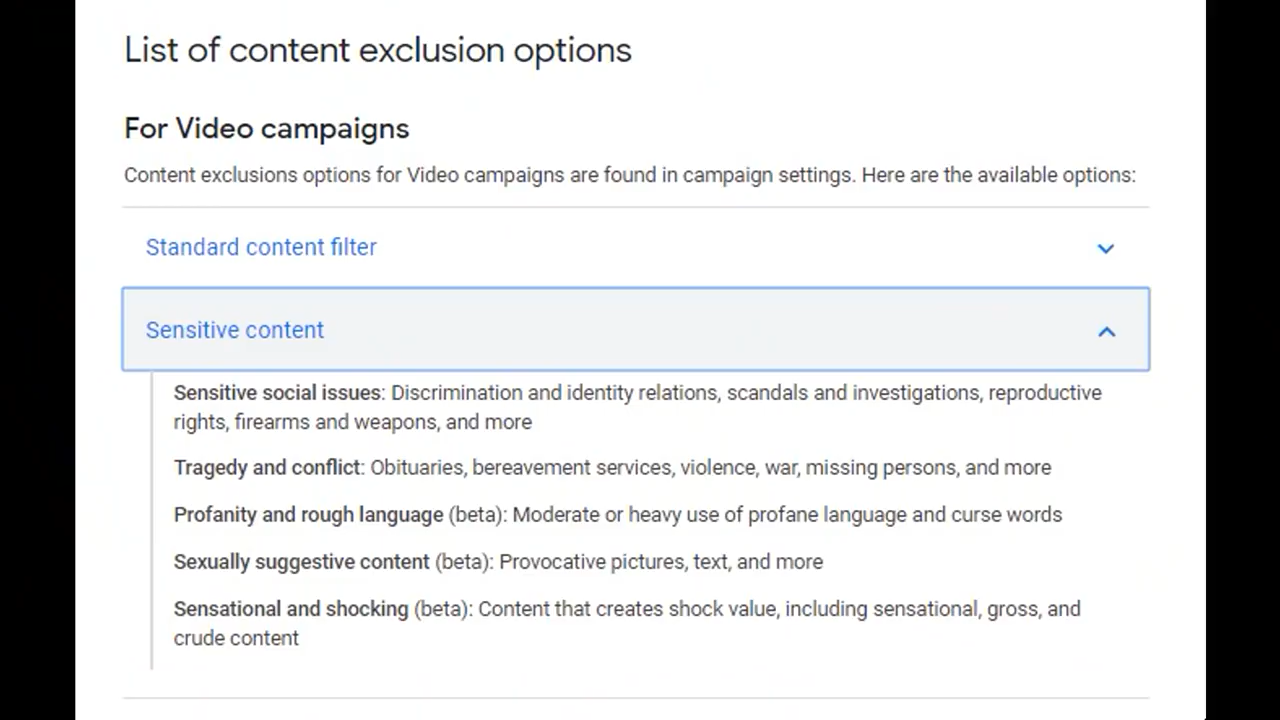 List of content exclusion options
For Video campaigns
Content exclusions options for Video campaigns are found in campaign settings. Here are the available options:
Standard content filter
Sensitive content
Sensitive social issues: Discrimination and identity relations, scandals and investigations, reproductive
rights, firearms and weapons, and more
Tragedy and conflict: Obituaries, bereavement services, violence, war, missing persons, and more
Profanity and rough language (beta): Moderate or heavy use of profane language and curse words
Sexually suggestive content (beta): Provocative pictures, text, and more
Sensational and shocking (beta): Content that creates shock value, including sensational, gross, and
crude content